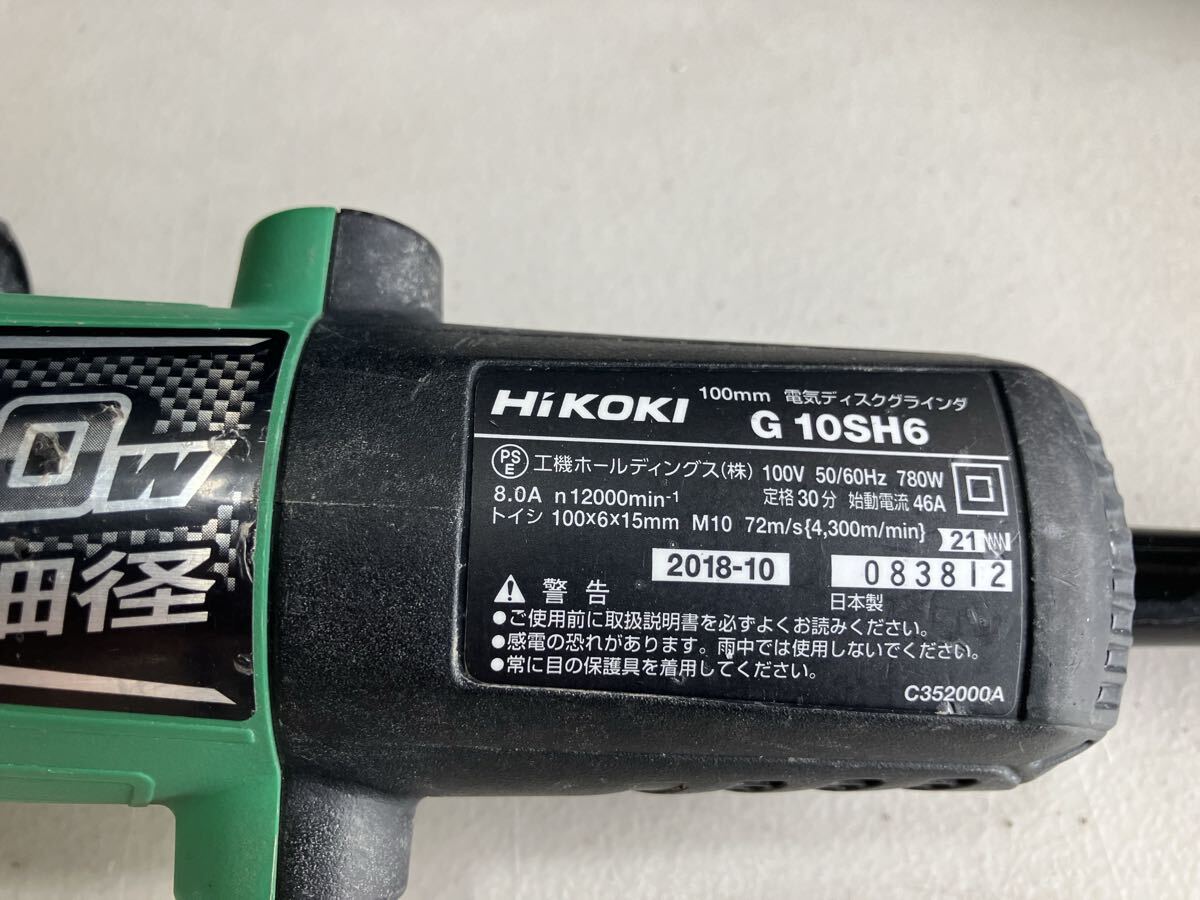 HiKOKI 100mm 電気ディスクグラインダ
G 10SH6
PSE 工機ホールディングス(株) 100V 50/60Hz 780W
8.0A n12000min-1 定格30分 始動電流46A
トイシ 100x6x15mm M10 72m/s{4,300m/min} 21
2018-10 083812
日本製
警告
●ご使用前に取扱説明書を必ずよくお読みください。
●感電の恐れがあります。雨中では使用しないでください。
●常に目の保護具を着用してください。
C352000A
0W
径